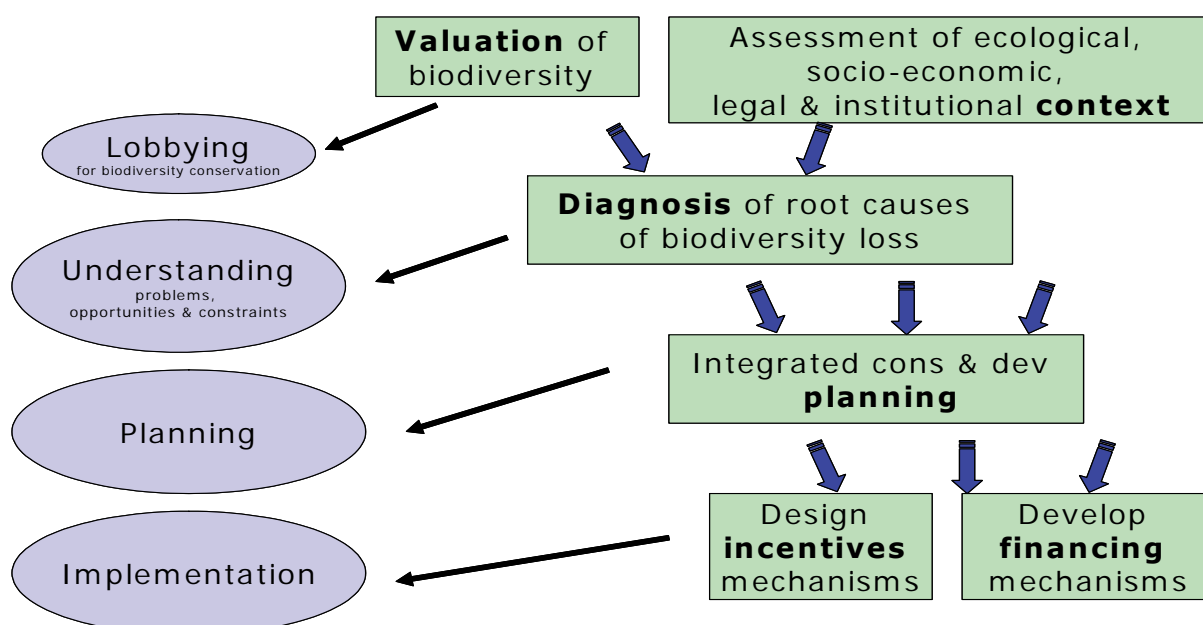 Valuation of
biodiversity
Assessment of ecological,
socio-economic,
legal & institutional context
Lobbying
for biodiversity conservation
Diagnosis of root causes
of biodiversity loss
Understanding
problems,
opportunities & constraints
Integrated cons & dev
planning
Planning
Design
incentives
mechanisms
Develop
financing
mechanisms
Implementation